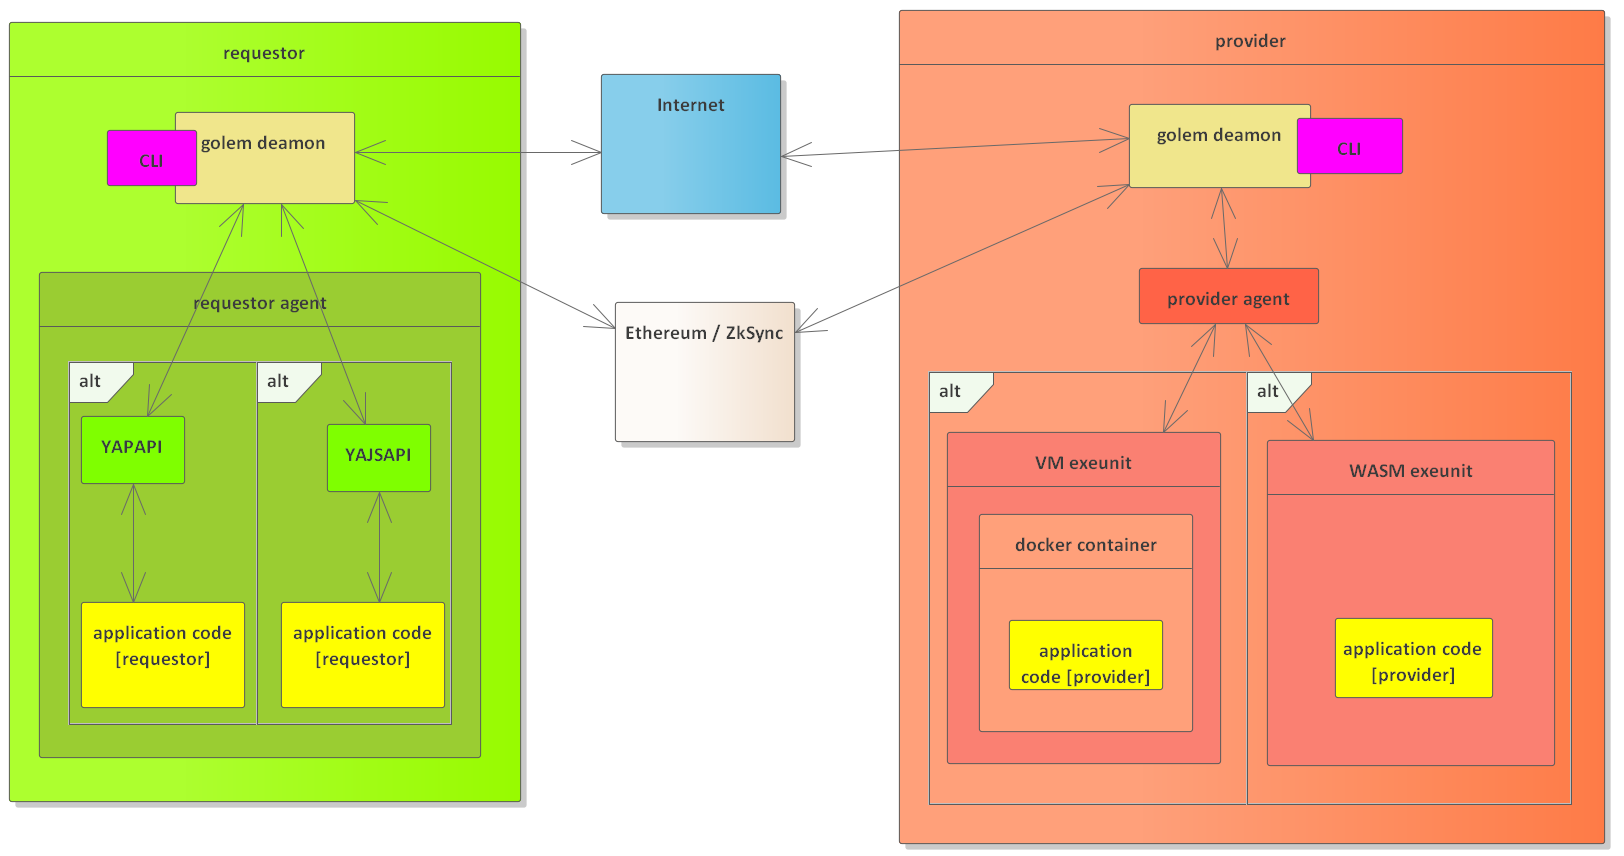 requestor
CLI
golem deamon
requestor agent
alt
alt
YAPAPI
YAJSAPI
application code
[requestor]
application code
[requestor]
Internet
Ethereum / ZkSync
provider
golem deamon
CLI
provider agent
alt
alt
VM exeunit
WASM exeunit
docker container
application
code [provider]
application code
[provider]